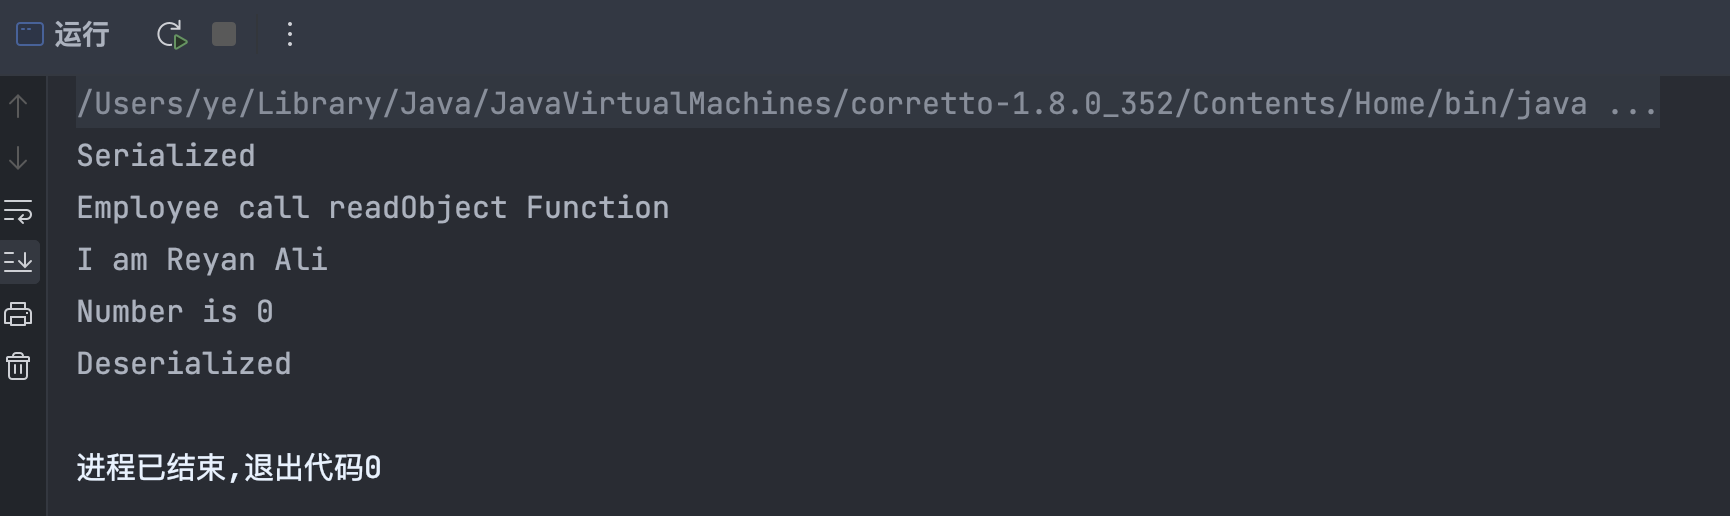 运行
/Users/ye/Library/Java/JavaVirtualMachines/corretto-1.8.0_352/Contents/Home/bin/java ...
Serialized
Employee call readObject Function
I am Reyan Ali
Number is 0
Deserialized
进程已结束,退出代码0